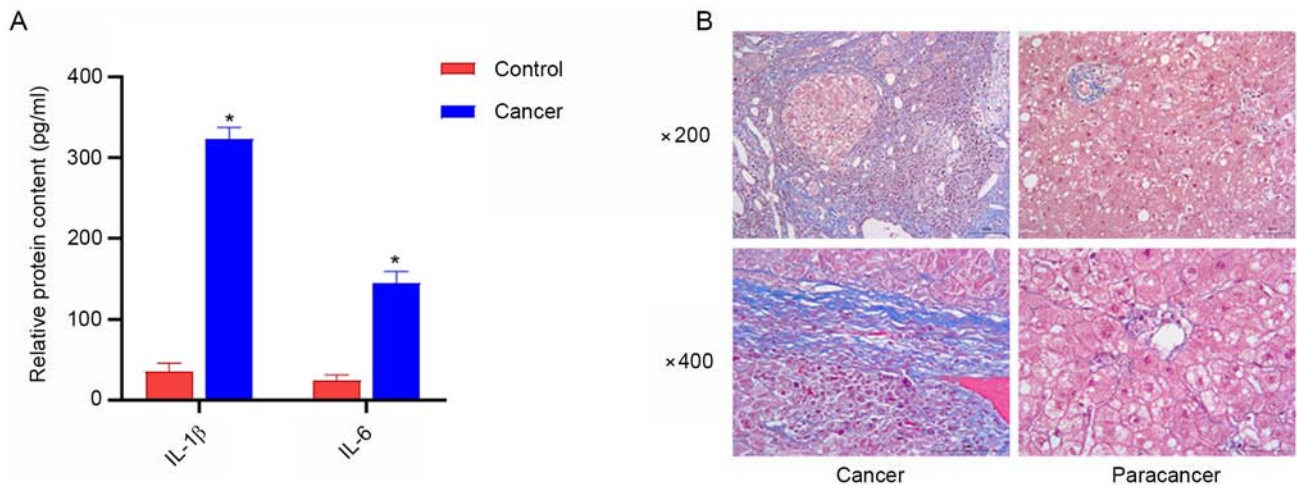 A
Relative protein content (pg/ml)
400
300
200
100
0
*
*
IL-1β
IL-6
Control
Cancer
B
×200
×400
Cancer
Paracancer